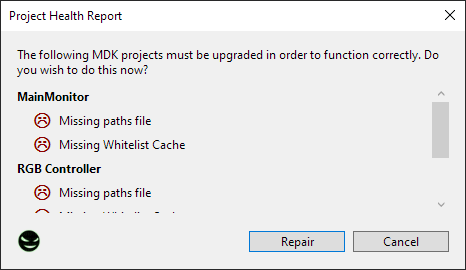 Project Health Report
The following MDK projects must be upgraded in order to function correctly. Do
you wish to do this now?
MainMonitor
Missing paths file
Missing Whitelist Cache
RGB Controller
Missing paths file
Repair
Cancel